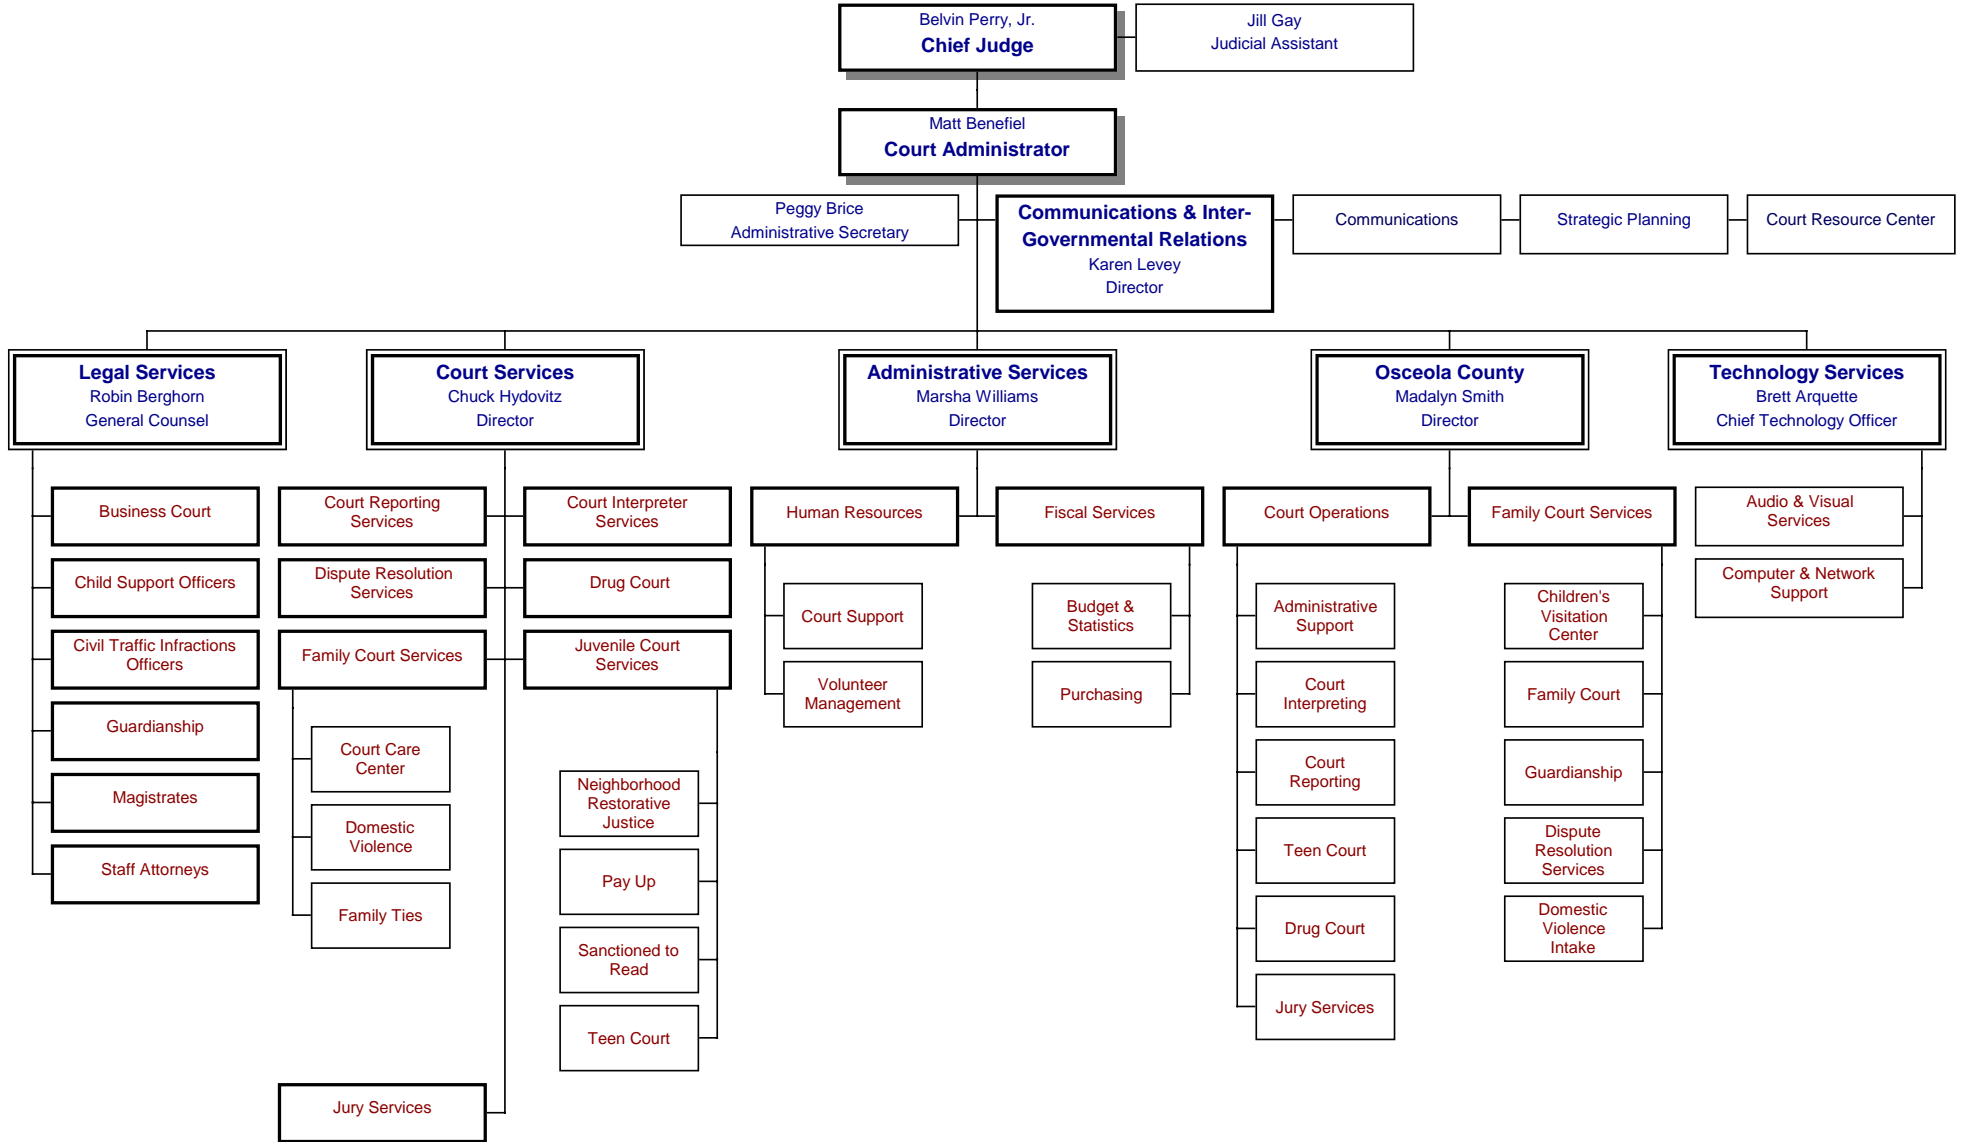 Belvin Perry, Jr.
Chief Judge
Jill Gay
Judicial Assistant
Matt Benefiel
Court Administrator
Peggy Brice
Administrative Secretary
Communications & Inter-
Governmental Relations
Karen Levey
Director
Communications
Strategic Planning
Court Resource Center
Legal Services
Robin Berghorn
General Counsel
Court Services
Chuck Hydovitz
Director
Administrative Services
Marsha Williams
Director
Osceola County
Madalyn Smith
Director
Technology Services
Brett Arquette
Chief Technology Officer
Business Court
Child Support Officers
Civil Traffic Infractions
Officers
Guardianship
Magistrates
Staff Attorneys
Court Reporting
Services
Court Interpreter
Services
Dispute Resolution
Services
Drug Court
Family Court Services
Juvenile Court
Services
Court Care
Center
Domestic
Violence
Family Ties
Neighborhood
Restorative
Justice
Pay Up
Sanctioned to
Read
Teen Court
Jury Services
Human Resources
Fiscal Services
Court Support
Volunteer
Management
Budget &
Statistics
Purchasing
Court Operations
Family Court Services
Administrative
Support
Court
Interpreting
Court
Reporting
Teen Court
Drug Court
Jury Services
Children's
Visitation
Center
Family Court
Guardianship
Dispute
Resolution
Services
Domestic
Violence
Intake
Audio & Visual
Services
Computer & Network
Support